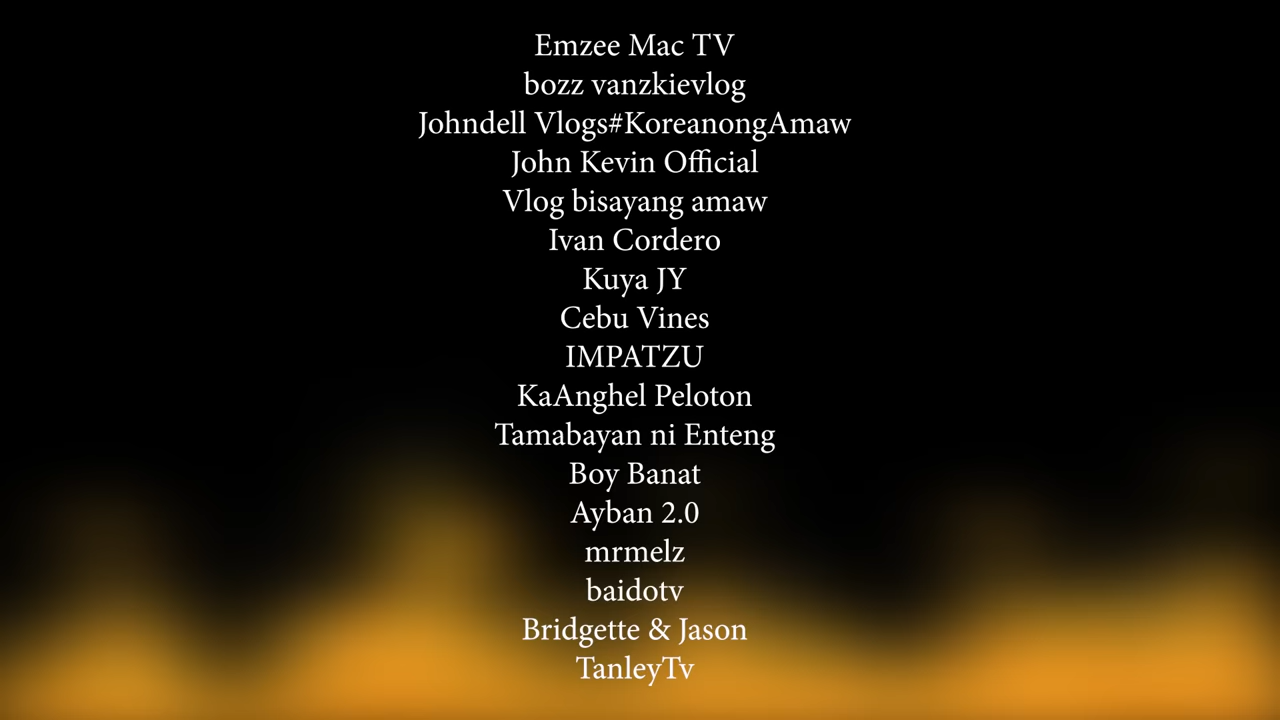 Emzee Mac TV
bozz vanzkievlog
Johndell Vlogs#KoreanongAmaw
John Kevin Official
Vlog bisayang amaw
Ivan Cordero
Kuya JY
Cebu Vines
IMPATZU
KaAnghel Peloton
Tamabayan ni Enteng
Boy Banat
Ayban 2.0
mrmelz
baidotv
Bridgette & Jason
TanleyTv